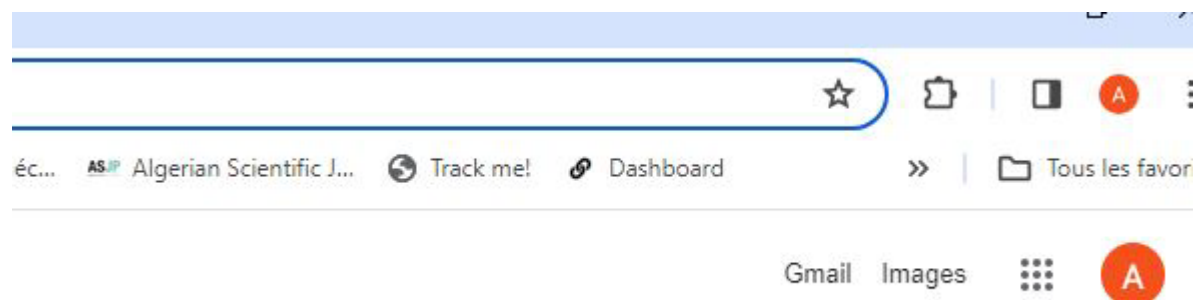 A
éc... ASJP Algerian Scientific J... Track me! Dashboard » Tous les favori
Gmail Images A